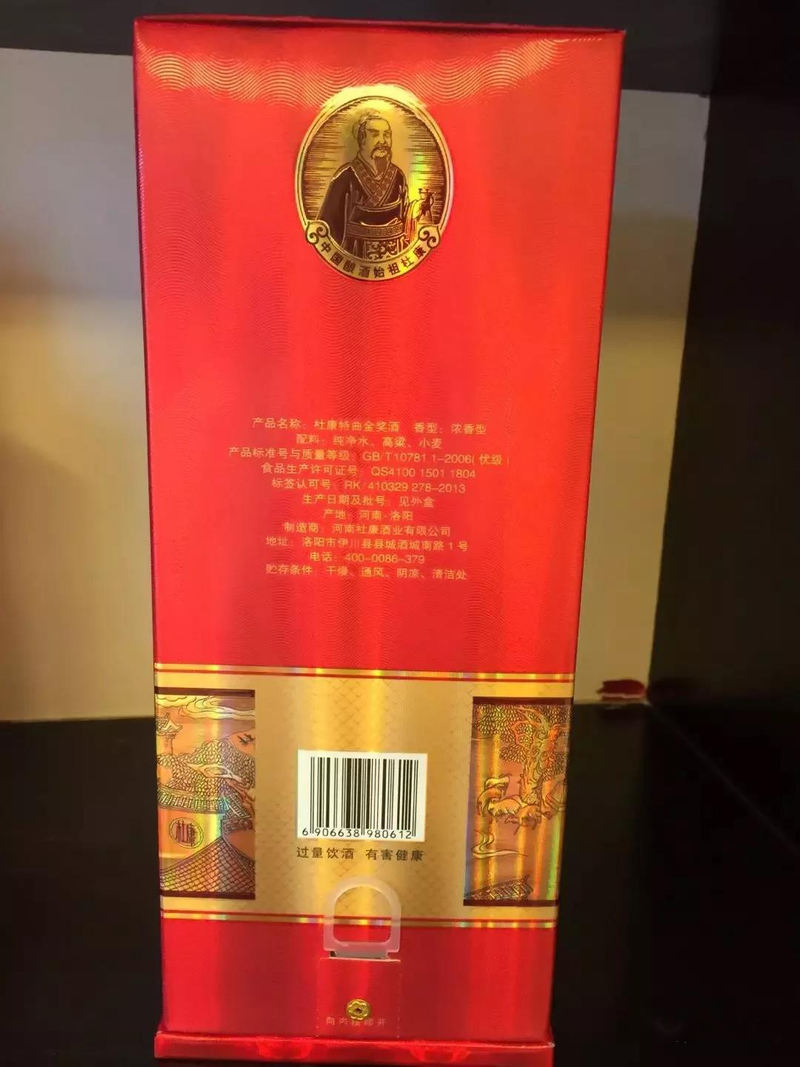 中国酿酒始祖杜康
产品名称：杜康特曲金奖酒 香型：浓香型
配料：纯净水、高粱、小麦
产品标准号与质量等级：GB/T10781.1-2006(优级)
食品生产许可证号：QS4100 1501 1804
标签认可号：RK/410329 278-2013
生产日期及批号：见外盒
产地：河南-洛阳
制造商：河南杜康酒业有限公司
地址：洛阳市伊川县县城酒城南路1号
电话：400-0086-379
贮存条件 干燥、通风、阴凉、清洁处
杜康
6 906638 980612
过量饮酒 有害健康